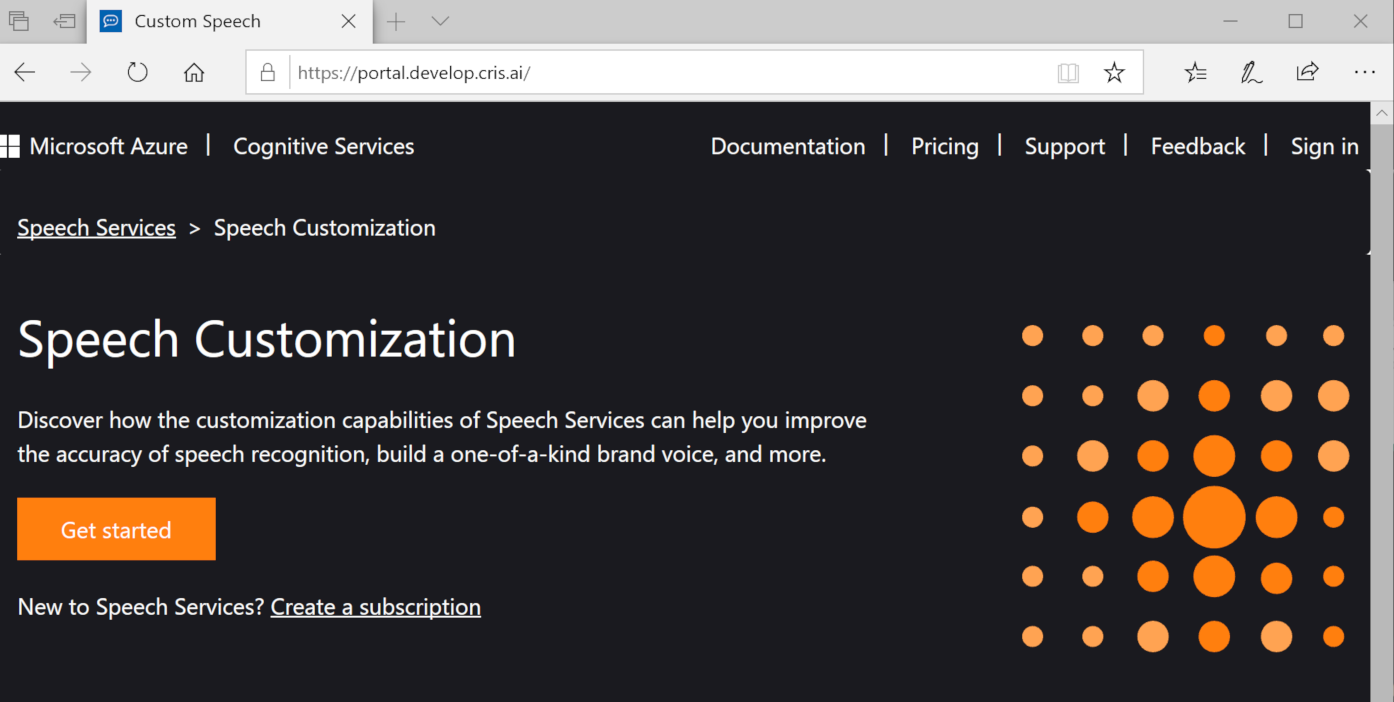 Custom Speech
https://portal.develop.cris.ai/
Microsoft Azure | Cognitive Services Documentation | Pricing | Support | Feedback | Sign in
Speech Services > Speech Customization
Speech Customization
Discover how the customization capabilities of Speech Services can help you improve
the accuracy of speech recognition, build a one-of-a-kind brand voice, and more.
Get started
New to Speech Services? Create a subscription